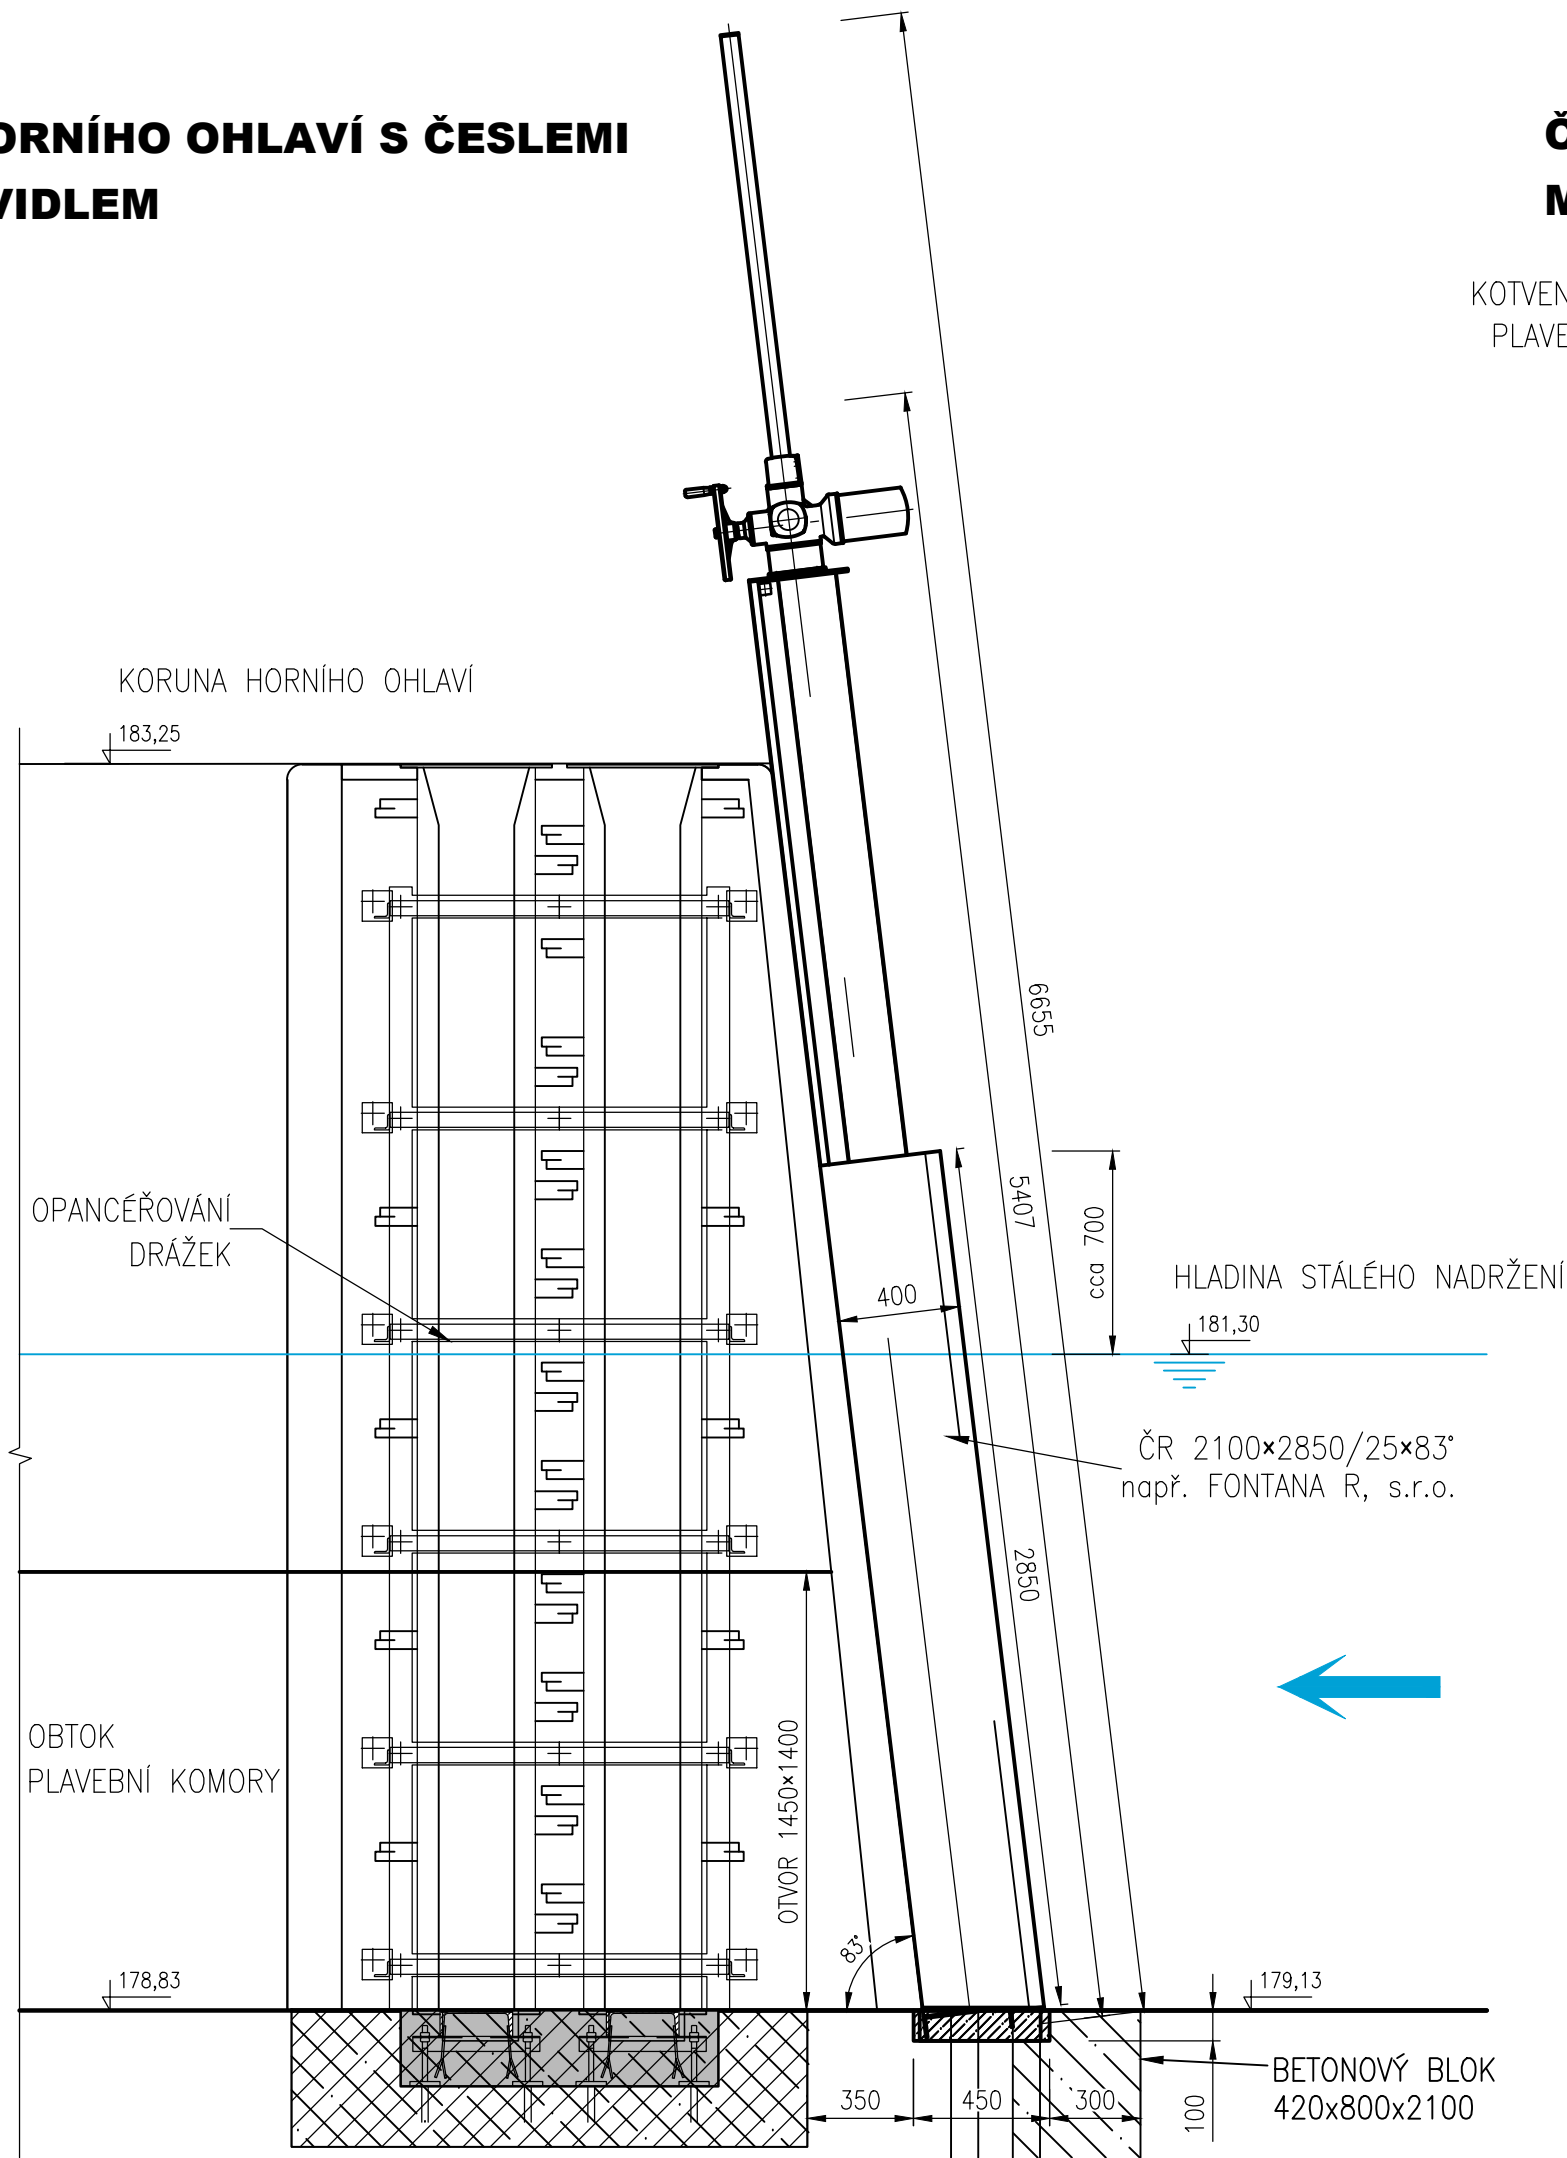 ORNÍHO OHLAVÍ S ČESLEMI
VIDLEM
Č
M
KOTVEN
PLAVE
KORUNA HORNÍHO OHLAVÍ
183,25
6655
OPANCÉŘOVÁNÍ
DRÁŽEK
5407
cca 700
HLADINA STÁLÉHO NADRŽENÍ
400
181,30
ČR 2100×2850/25×83°
např. FONTANA R, s.r.o.
2850
OBTOK
PLAVEBNÍ KOMORY
OTVOR 1450×1400
83°
178,83
179,13
BETONOVÝ BLOK
420x800x2100
350
450
300
100